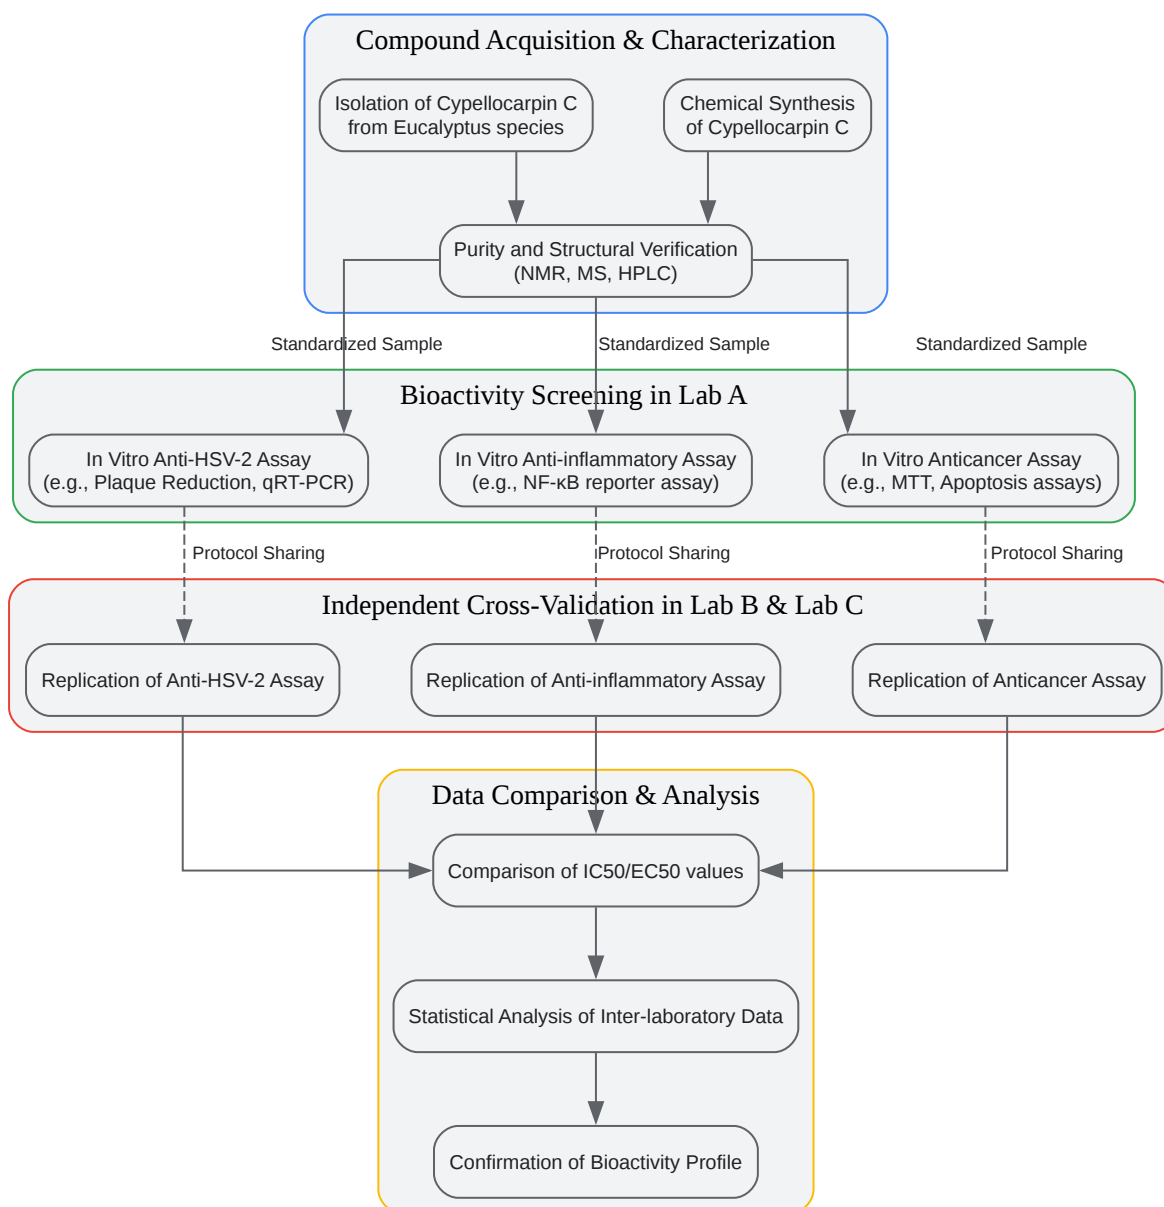 Compound Acquisition & Characterization
Isolation of Cypellocarpin C
from Eucalyptus species
Chemical Synthesis
of Cypellocarpin C
Purity and Structural Verification
(NMR, MS, HPLC)
Standardized Sample
Standardized Sample
Standardized Sample
Bioactivity Screening in Lab A
In Vitro Anti-HSV-2 Assay
(e.g., Plaque Reduction, qRT-PCR)
In Vitro Anti-inflammatory Assay
(e.g., NF-κB reporter assay)
In Vitro Anticancer Assay
(e.g., MTT, Apoptosis assays)
Protocol Sharing
Protocol Sharing
Protocol Sharing
Independent Cross-Validation in Lab B & Lab C
Replication of Anti-HSV-2 Assay
Replication of Anti-inflammatory Assay
Replication of Anticancer Assay
Data Comparison & Analysis
Comparison of IC50/EC50 values
Statistical Analysis of Inter-laboratory Data
Confirmation of Bioactivity Profile